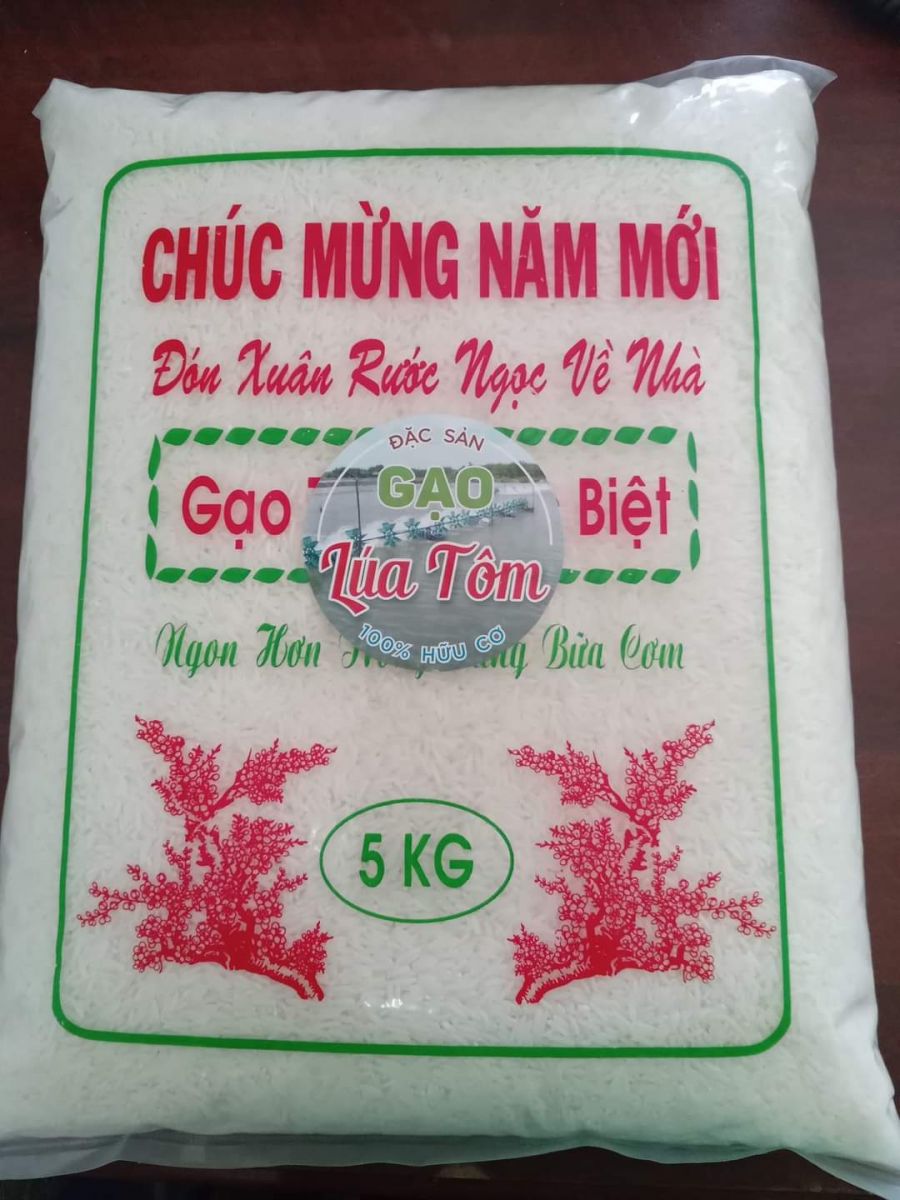 CHÚC MỪNG NĂM MỚI
Đón Xuân Rước Ngọc Về Nhà
Gạo Biệt
ĐẶC SẢN
GẠO
Lúa Tôm
100% HỮU CƠ
Ngon Hơn Bữa Cơm
5 KG